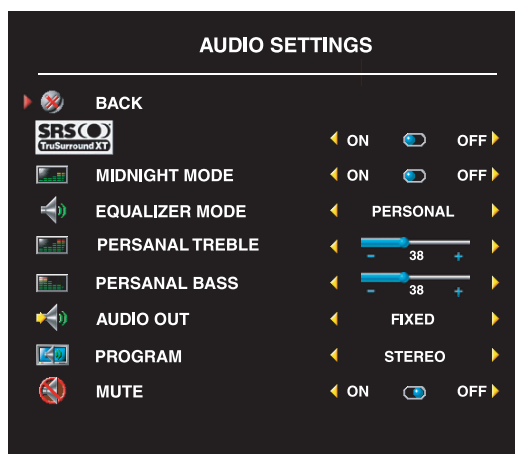 AUDIO SETTINGS
BACK
SRS
TruSurround XT
ON OFF
MIDNIGHT MODE ON OFF
EQUALIZER MODE PERSONAL
PERSANAL TREBLE - 38 +
PERSANAL BASS - 38 +
AUDIO OUT FIXED
PROGRAM STEREO
MUTE ON OFF